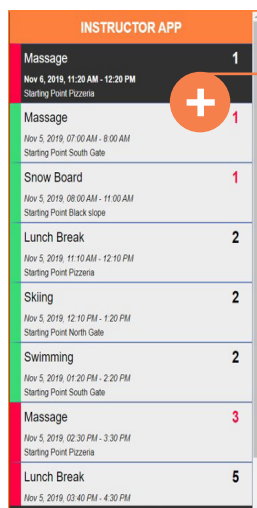 INSTRUCTOR APP
Massage 1
Nov 6, 2019, 11:20 AM - 12:20 PM
Starting Point Pizzeria
Massage 1
Nov 5, 2019, 07:00 AM - 8:00 AM
Starting Point South Gate
Snow Board 1
Nov 5, 2019, 08:00 AM - 11:00 AM
Starting Point Black slope
Lunch Break 2
Nov 5, 2019, 11:10 AM - 12:10 PM
Starting Point Pizzeria
Skiing 2
Nov 5, 2019, 12:10 PM - 1:20 PM
Starting Point North Gate
Swimming 2
Nov 5, 2019, 01:20 PM - 2:20 PM
Starting Point South Gate
Massage 3
Nov 5, 2019, 02:30 PM - 3:30 PM
Starting Point Pizzeria
Lunch Break 5
Nov 5, 2019, 03:40 PM - 4:30 PM